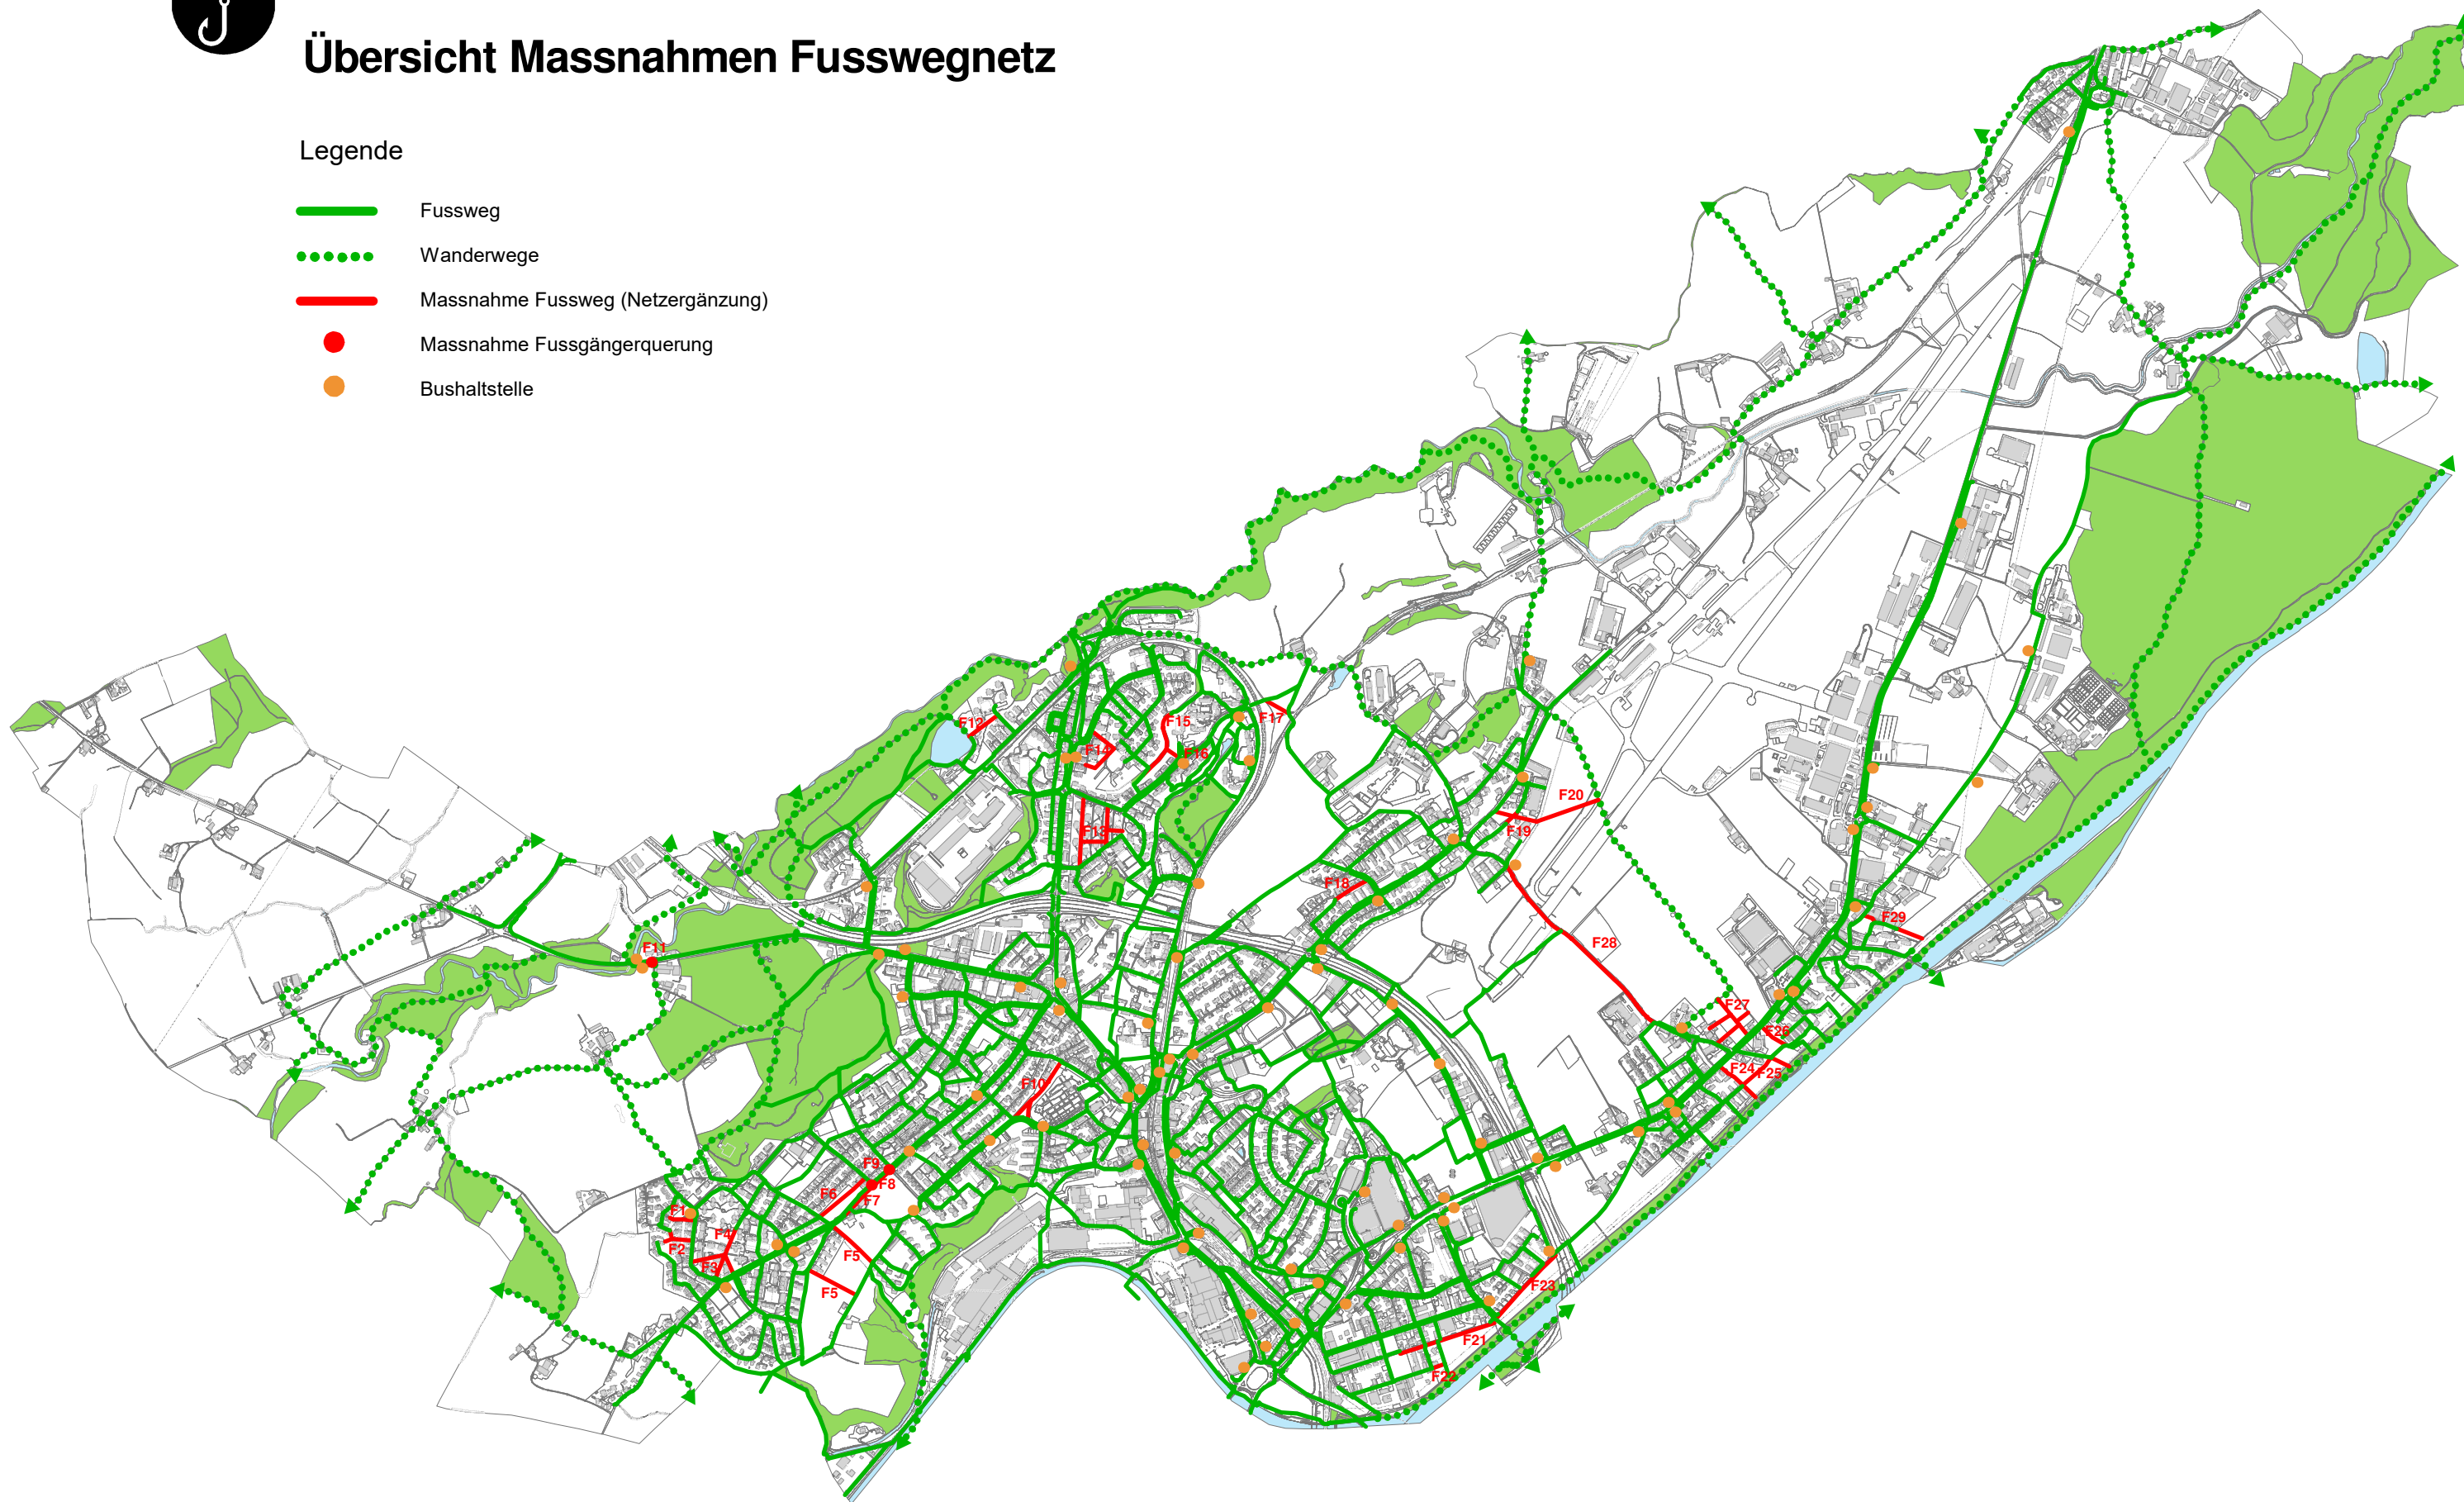 Übersicht Massnahmen Fusswegnetz
Legende
Fussweg
Wanderwege
Massnahme Fussweg (Netzergänzung)
Massnahme Fussgängerquerung
Bushaltstelle
F12
F15
F17
F14
F16
F13
F20
F19
F18
F11
F29
F28
F27
F26
F24
F25
F10
F9
F8
F6
F7
F1
F4
F2
F5
F3
F5
F23
F21
F22